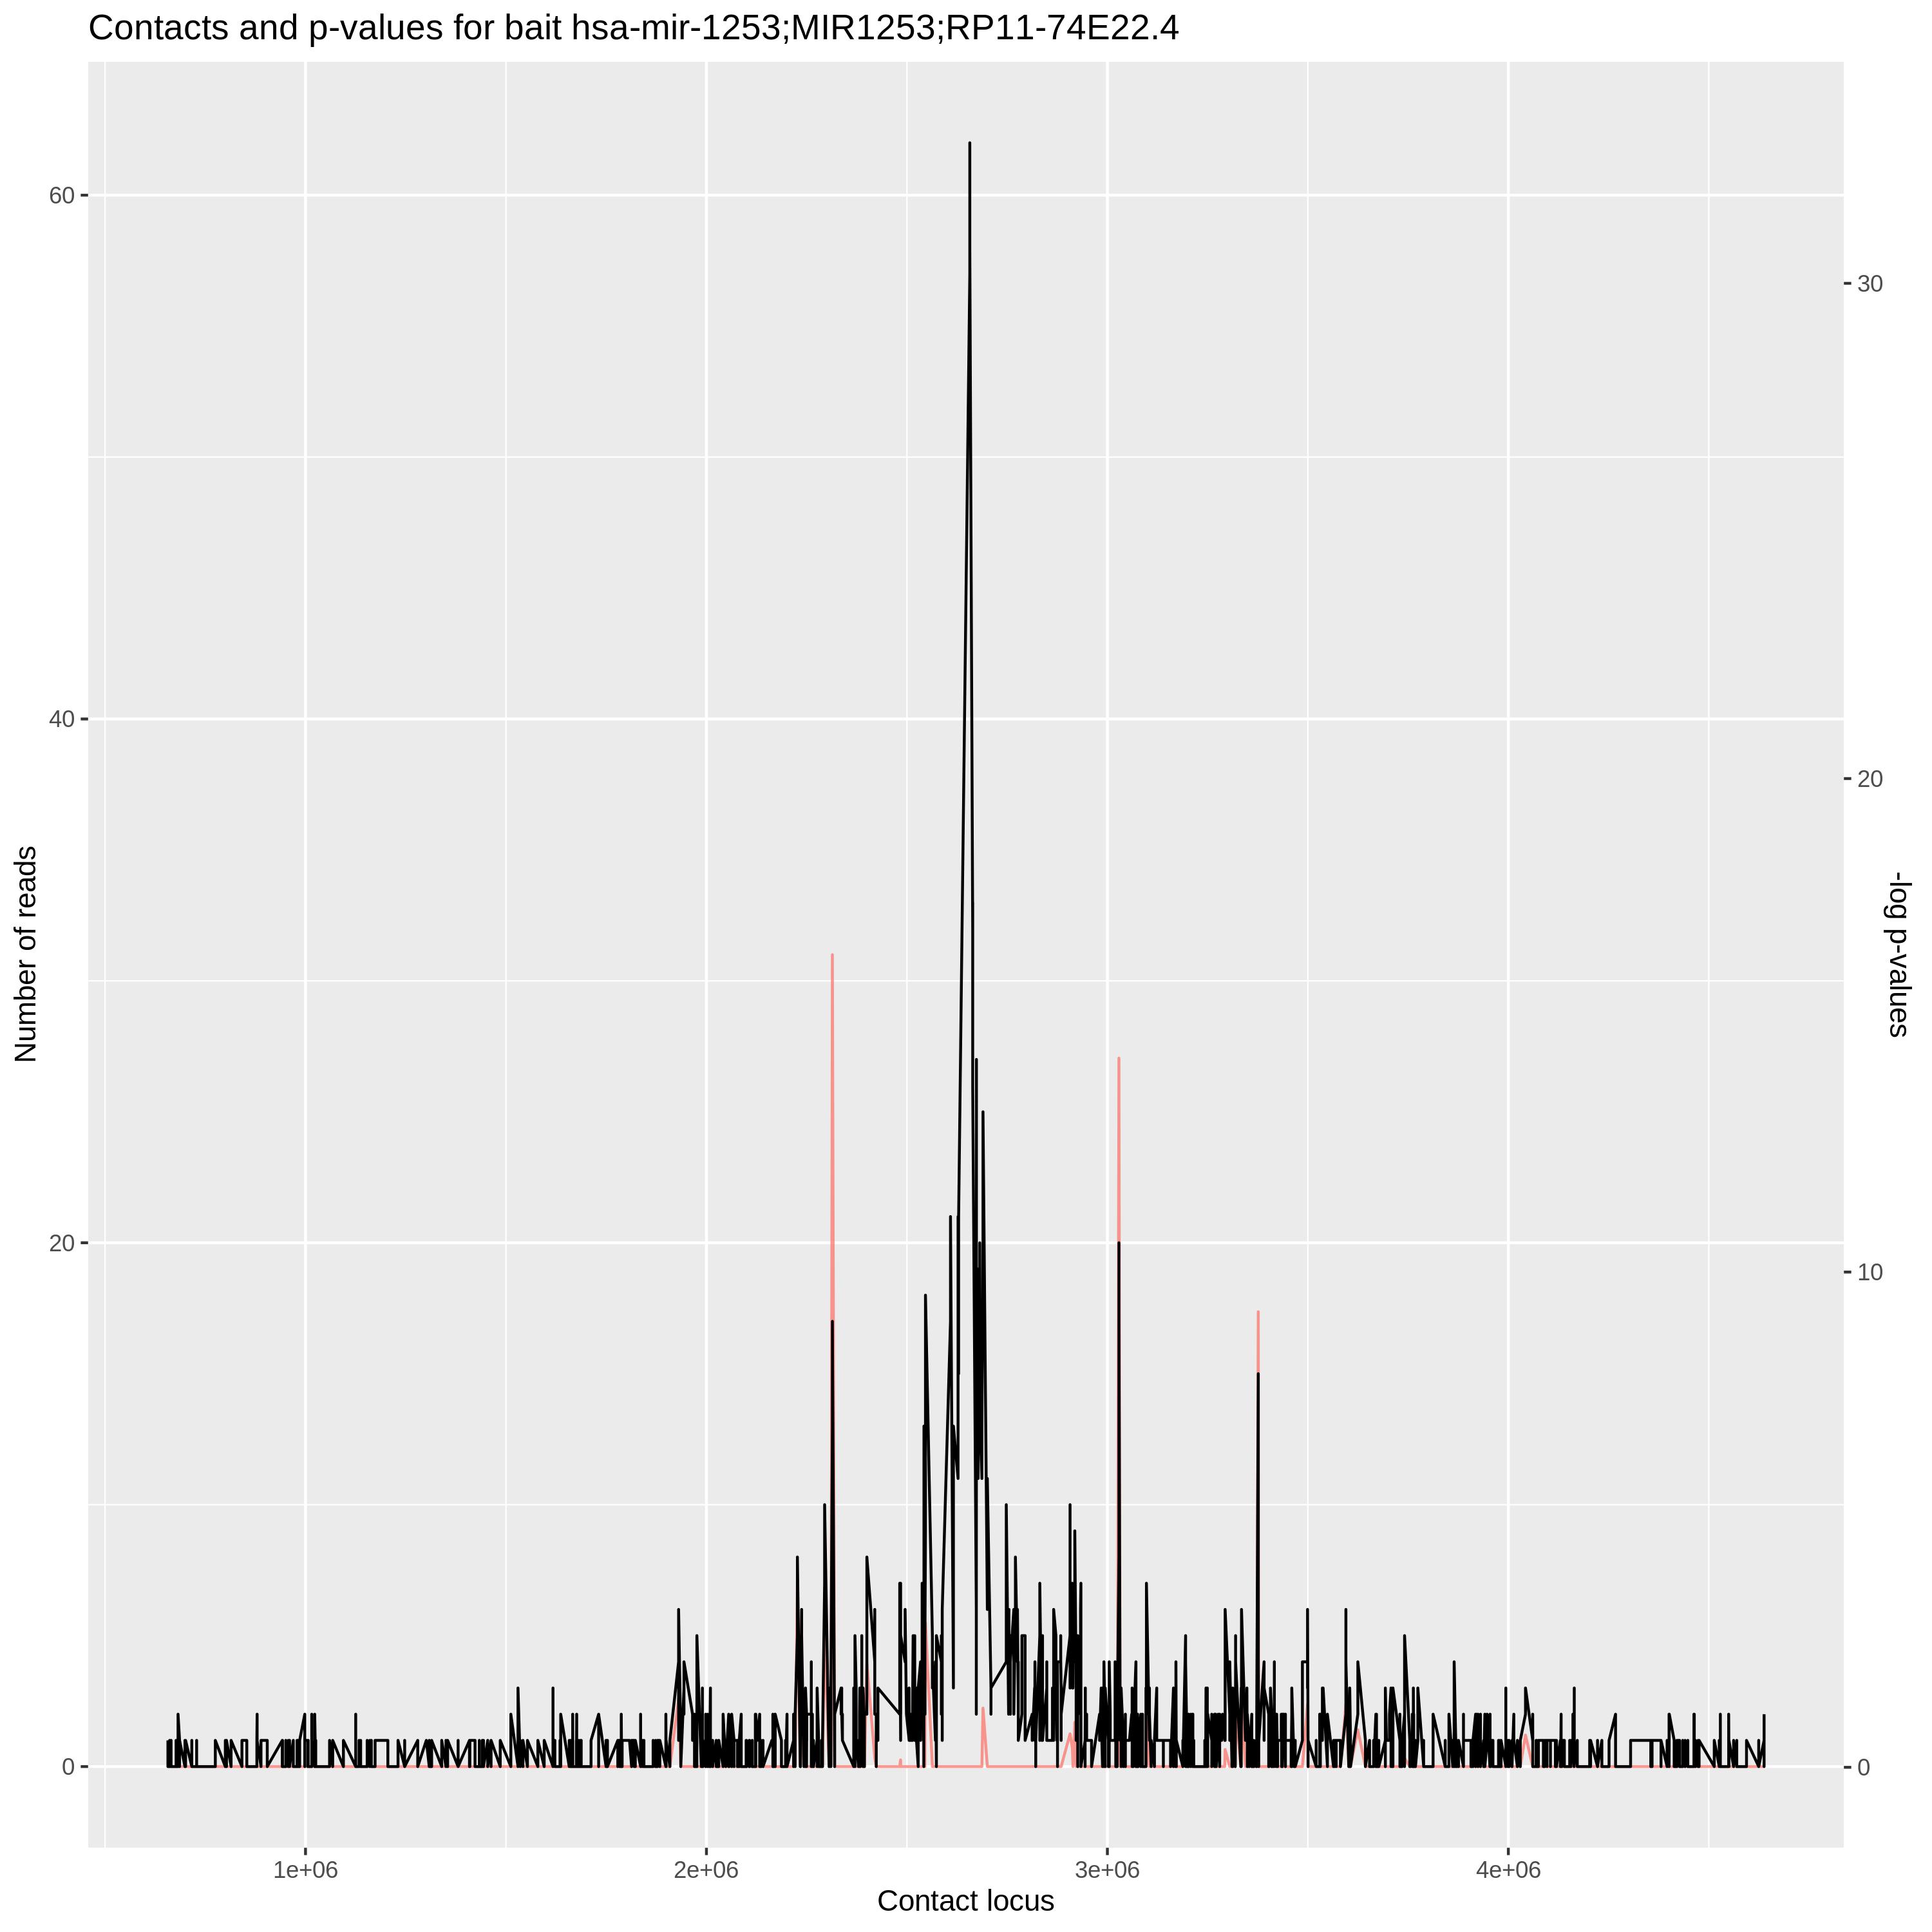 Contacts and p-values for bait hsa-mir-1253;MIR1253;RP11-74E22.4
60
40
20
0
Number of reads
30
20
10
0
-log p-values
1e+06
2e+06
3e+06
4e+06
Contact locus